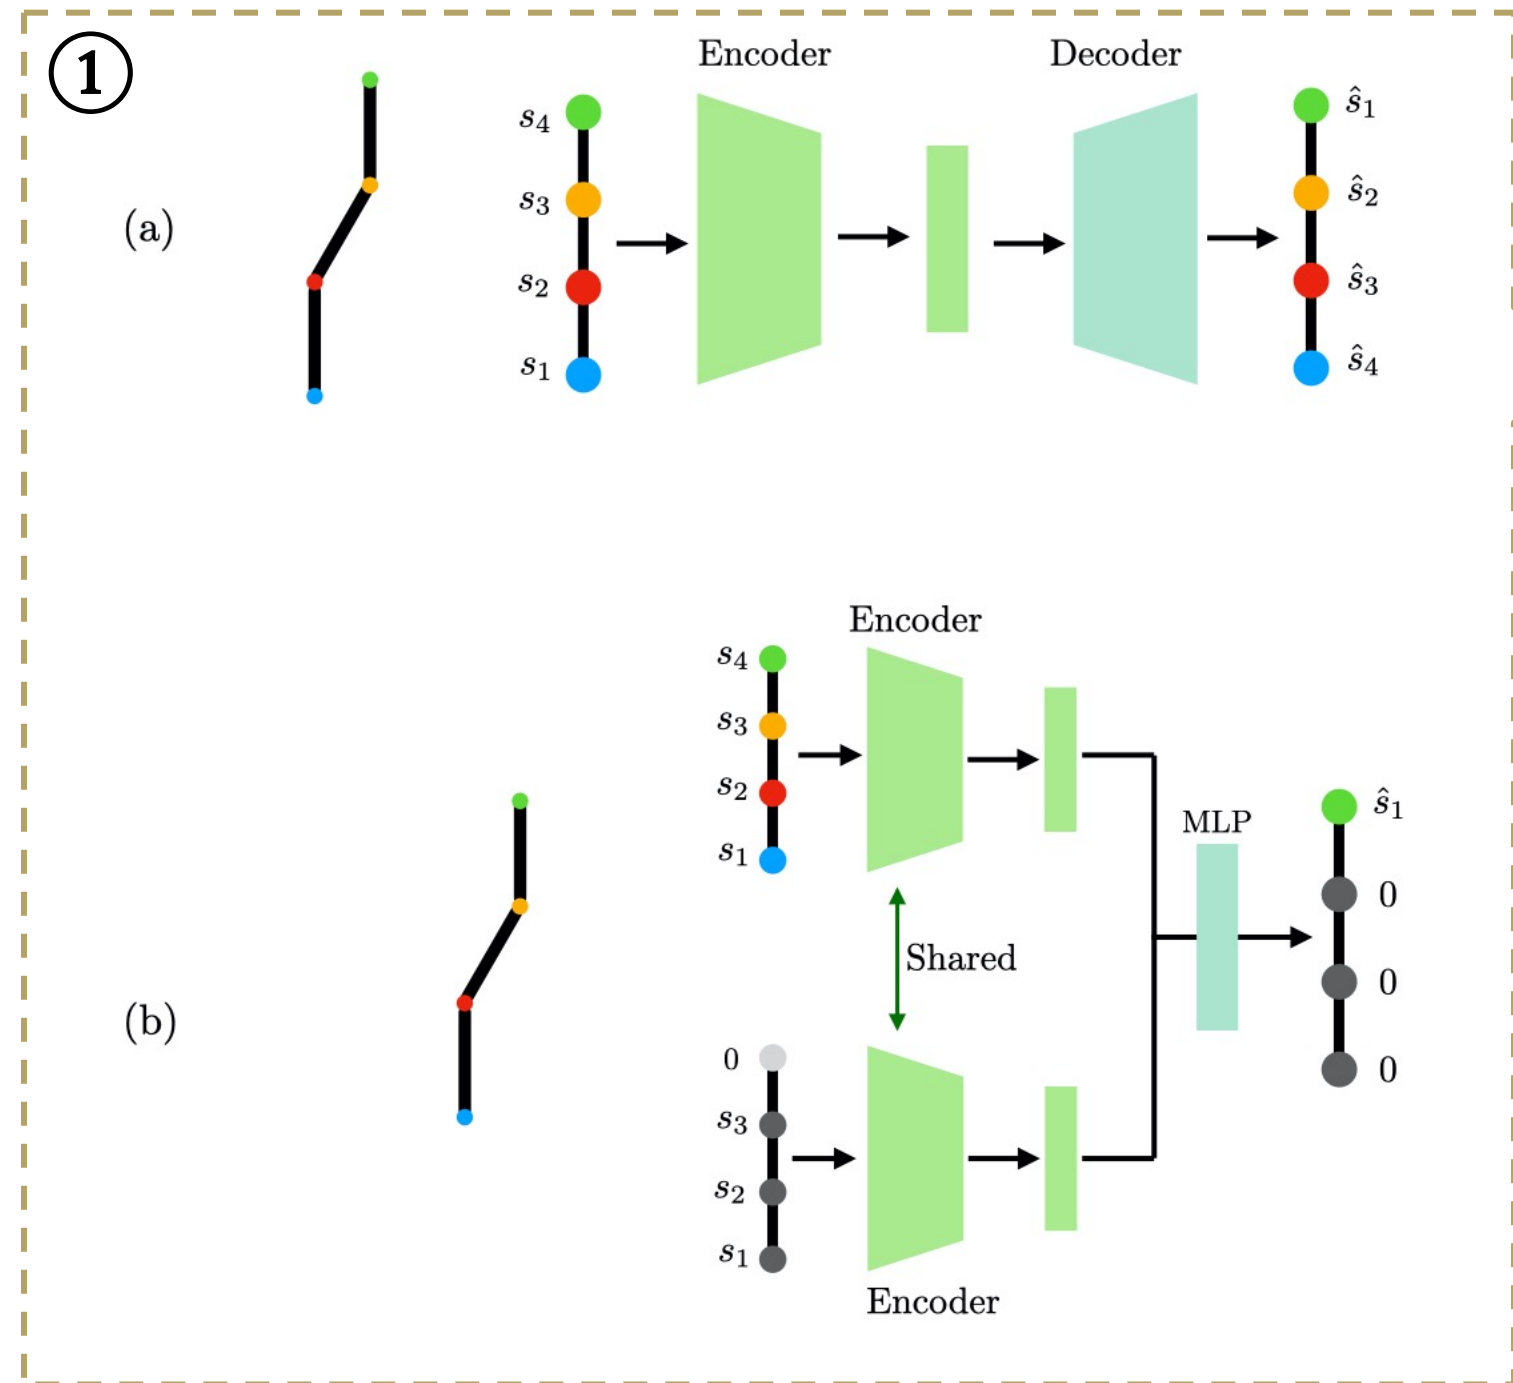 1
(a)
Encoder
Decoder
s₄
s₃
s₂
s₁
ŝ₁
ŝ₂
ŝ₃
ŝ₄
(b)
Encoder
s₄
s₃
s₂
s₁
Shared
0
s₃
s₂
s₁
Encoder
MLP
ŝ₁
0
0
0